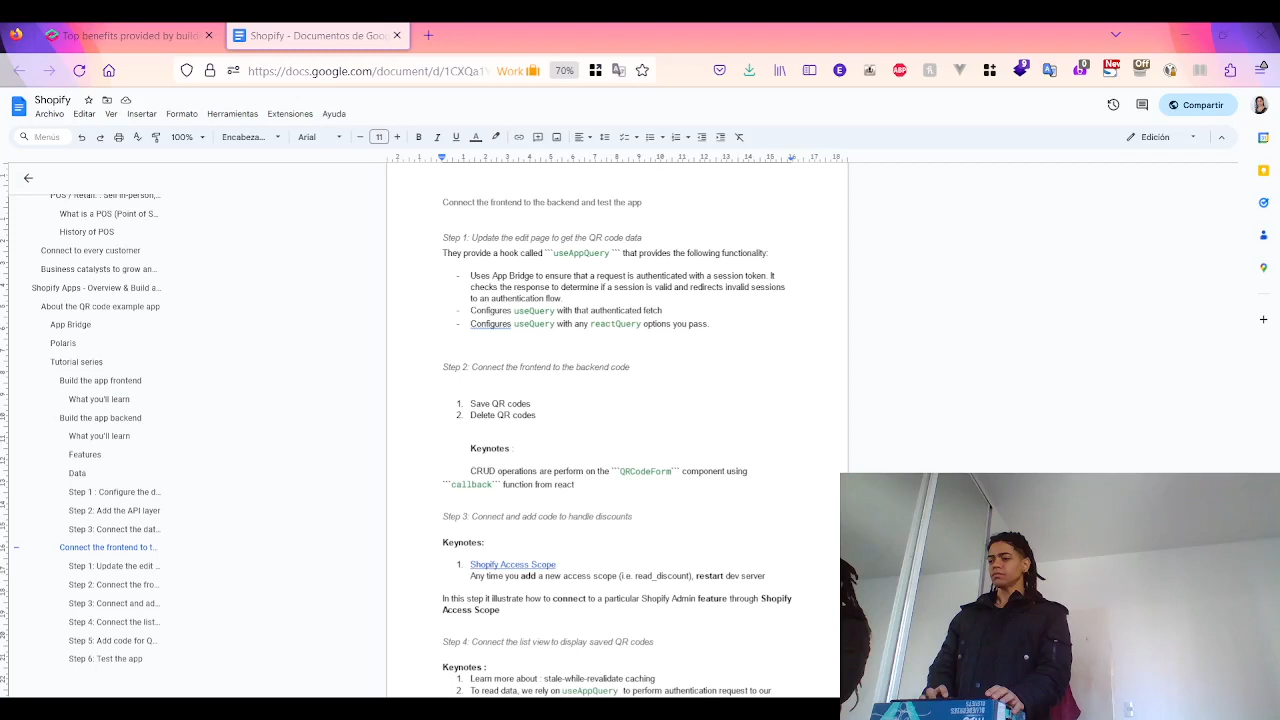 Top benefits provided by build
Shopify - Documentos de Goo
https://docs.google.com/document/d/1CXQa1
Work
70%
Shopify
Archivo Editar Ver Insertar Formato Herramientas Extensiones Ayuda
Compartir
Menús
100%
Encabeza...
Arial
11
Edición
POS / Retail : Sell in-person,...
What is a POS (Point of S...
History of POS
Connect to every customer
Business catalysts to grow an...
Shopify Apps - Overview & Build a...
About the QR code example app
App Bridge
Polaris
Tutorial series
Build the app frontend
What you'll learn
Build the app backend
What you'll learn
Features
Data
Step 1 : Configure the d...
Step 2: Add the API layer
Step 3: Connect the dat...
Connect the frontend to t...
Step 1: Update the edit ...
Step 2: Connect the fro...
Step 3: Connect and ad...
Step 4: Connect the list...
Step 5: Add code for Q...
Step 6: Test the app
Connect the frontend to the backend and test the app
Step 1: Update the edit page to get the QR code data
They provide a hook called ```useAppQuery ``` that provides the following functionality:
- Uses App Bridge to ensure that a request is authenticated with a session token. It
checks the response to determine if a session is valid and redirects invalid sessions
to an authentication flow.
- Configures useQuery with that authenticated fetch
- Configures useQuery with any reactQuery options you pass.
Step 2: Connect the frontend to the backend code
1. Save QR codes
2. Delete QR codes
Keynotes :
CRUD operations are perform on the ```QRCodeForm``` component using
```callback``` function from react
Step 3: Connect and add code to handle discounts
Keynotes:
1. Shopify Access Scope
Any time you add a new access scope (i.e. read_discount), restart dev server
In this step it illustrate how to connect to a particular Shopify Admin feature through Shopify
Access Scope
Step 4: Connect the list view to display saved QR codes
Keynotes :
1. Learn more about : stale-while-revalidate caching
2. To read data, we rely on useAppQuery to perform authentication request to our